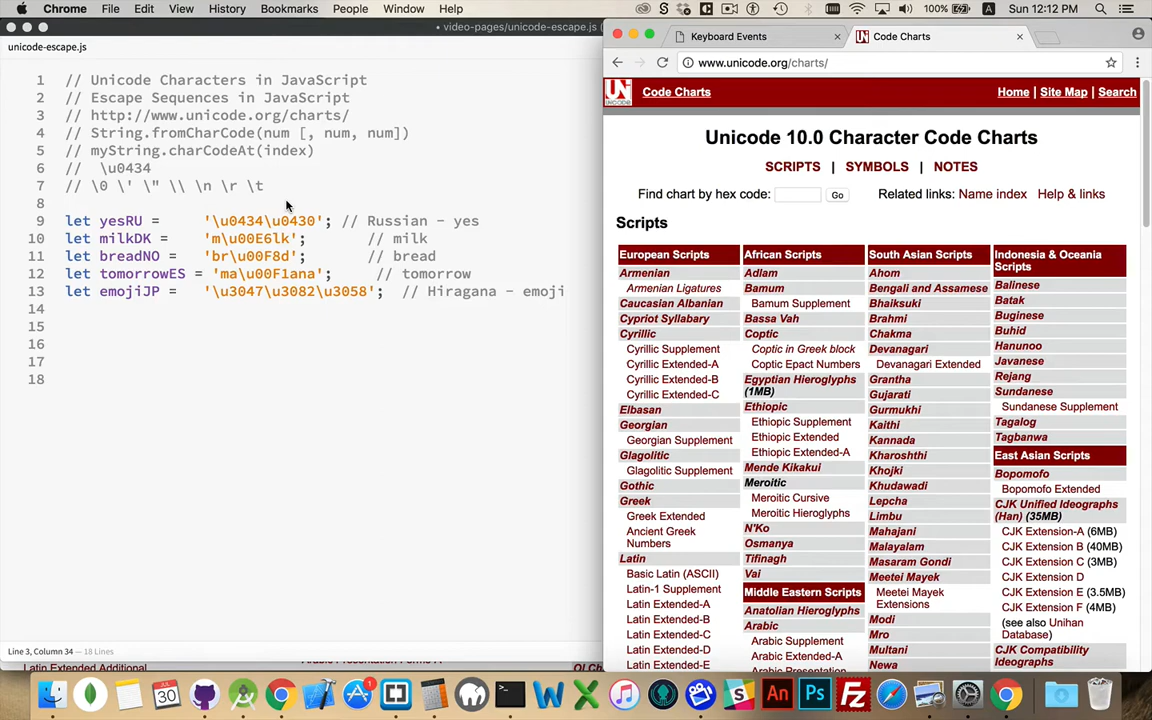 Chrome File Edit View History Bookmarks People Window Help 100% Sun 12:12 PM
video-pages/unicode-escape.js
unicode-escape.js
1 // Unicode Characters in JavaScript
2 // Escape Sequences in JavaScript
3 // http://www.unicode.org/charts/
4 // String.fromCharCode(num [, num, num])
5 // myString.charCodeAt(index)
6 // \u0434
7 // \0 \' \" \\ \n \r \t
8
9 let yesRU = '\u0434\u0430'; // Russian - yes
10 let milkDK = 'm\u00E6lk'; // milk
11 let breadNO = 'br\u00F8d'; // bread
12 let tomorrowES = 'ma\u00F1ana'; // tomorrow
13 let emojiJP = '\u3047\u3082\u3058'; // Hiragana - emoji
14
15
16
17
18
Line 3, Column 34 — 18 Lines
Keyboard Events
Code Charts
www.unicode.org/charts/
Code Charts
Home | Site Map | Search
Unicode 10.0 Character Code Charts
SCRIPTS | SYMBOLS | NOTES
Find chart by hex code: Go Related links: Name index Help & links
Scripts
European Scripts
Armenian
Armenian Ligatures
Caucasian Albanian
Cypriot Syllabary
Cyrillic
Cyrillic Supplement
Cyrillic Extended-A
Cyrillic Extended-B
Cyrillic Extended-C
Elbasan
Georgian
Georgian Supplement
Glagolitic
Glagolitic Supplement
Gothic
Greek
Greek Extended
Ancient Greek
Numbers
Latin
Basic Latin (ASCII)
Latin-1 Supplement
Latin Extended-A
Latin Extended-B
Latin Extended-C
Latin Extended-D
Latin Extended-E
African Scripts
Adlam
Bamum
Bamum Supplement
Bassa Vah
Coptic
Coptic in Greek block
Coptic Epact Numbers
Egyptian Hieroglyphs
(1MB)
Ethiopic
Ethiopic Supplement
Ethiopic Extended
Ethiopic Extended-A
Mende Kikakui
Meroitic
Meroitic Cursive
Meroitic Hieroglyphs
N'Ko
Osmanya
Tifinagh
Vai
Middle Eastern Scripts
Anatolian Hieroglyphs
Arabic
Arabic Supplement
Arabic Extended-A
South Asian Scripts
Ahom
Bengali and Assamese
Bhaiksuki
Brahmi
Chakma
Devanagari
Devanagari Extended
Grantha
Gujarati
Gurmukhi
Kaithi
Kannada
Kharoshthi
Khojki
Khudawadi
Lepcha
Limbu
Mahajani
Malayalam
Masaram Gondi
Meetei Mayek
Meetei Mayek
Extensions
Modi
Mro
Multani
Newa
Indonesia & Oceania
Scripts
Balinese
Batak
Buginese
Buhid
Hanunoo
Javanese
Rejang
Sundanese
Sundanese Supplement
Tagalog
Tagbanwa
East Asian Scripts
Bopomofo
Bopomofo Extended
CJK Unified Ideographs
(Han) (35MB)
CJK Extension-A (6MB)
CJK Extension B (40MB)
CJK Extension C (3MB)
CJK Extension D
CJK Extension E (3.5MB)
CJK Extension F (4MB)
(see also Unihan
Database)
CJK Compatibility
Ideographs
Latin Extended Additional
JUL
30
1
An
Ps